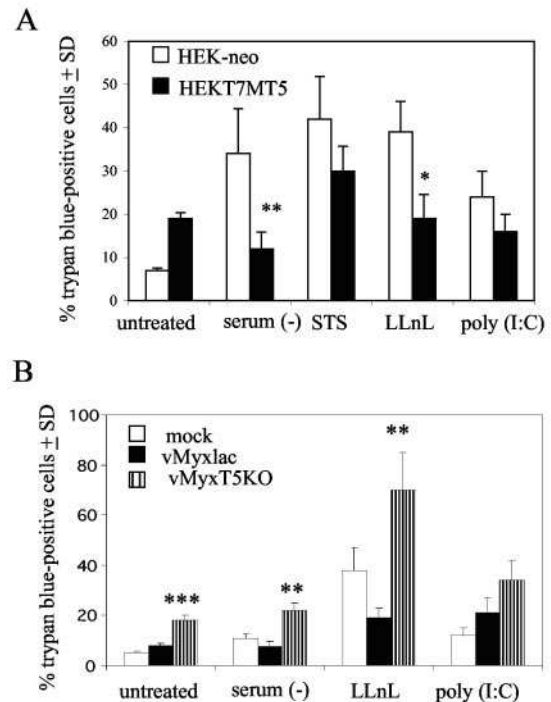 A
% trypan blue-positive cells ± SD
60
50
40
30
20
10
0
HEK-neo
HEKT7MT5
**
*
untreated serum (-) STS LLnL poly (I:C)
B
% trypan blue-positive cells ± SD
100
80
60
40
20
0
mock
vMyxlac
vMyxT5KO
***
**
**
untreated serum (-) LLnL poly (I:C)